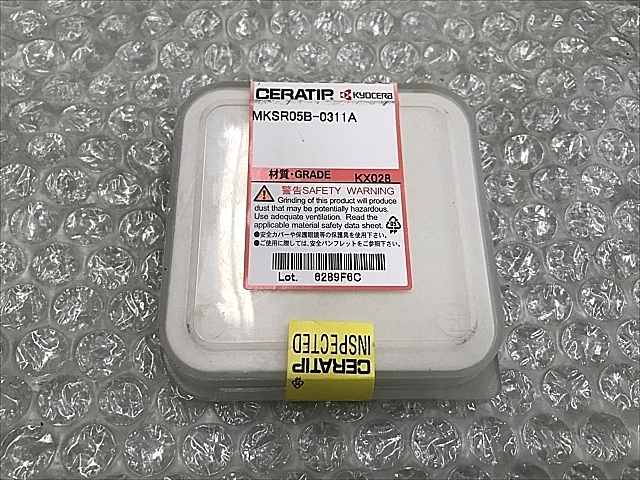 CERATIP KYOCERA
MKSR05B-0311A
材質・GRADE KX028
警告SAFETY WARNING
Grinding of this product will produce
dust that may be potentially hazardous.
Use adequate ventilation. Read the
applicable material safety data sheet.
●安全カバーや保護眼鏡等の保護具を使用下さい。
●ご使用に際しては、安全パンフレットをご参照下さい。
PP
Lot. 6289F6C
CERATIP
INSPECTED